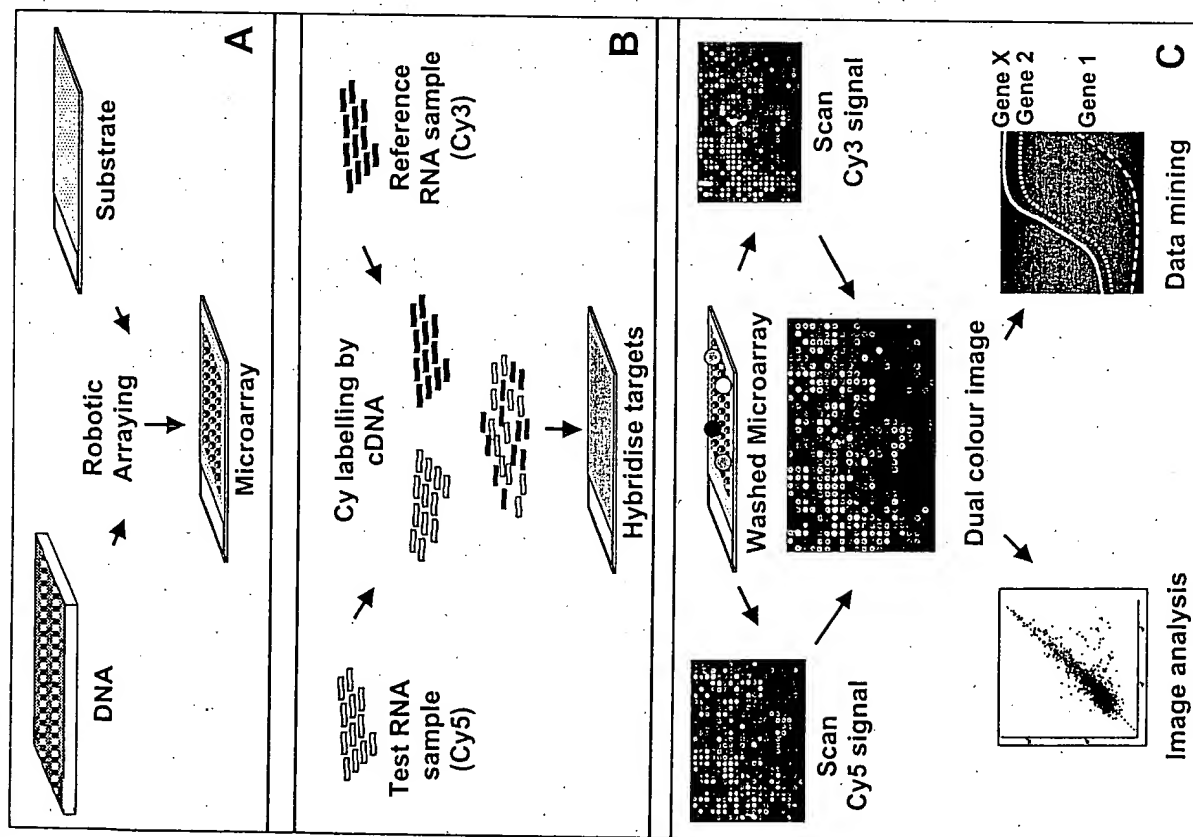 DNA
Substrate
Robotic
Arraying
Microarray
A
Test RNA
sample
(Cy5)
Cy labelling by
cDNA
Reference
RNA sample
(Cy3)
Hybridise targets
B
Washed Microarray
Scan
Cy5 signal
Scan
Cy3 signal
Dual colour image
Image analysis
Data mining
Gene X
Gene 2
Gene 1
C